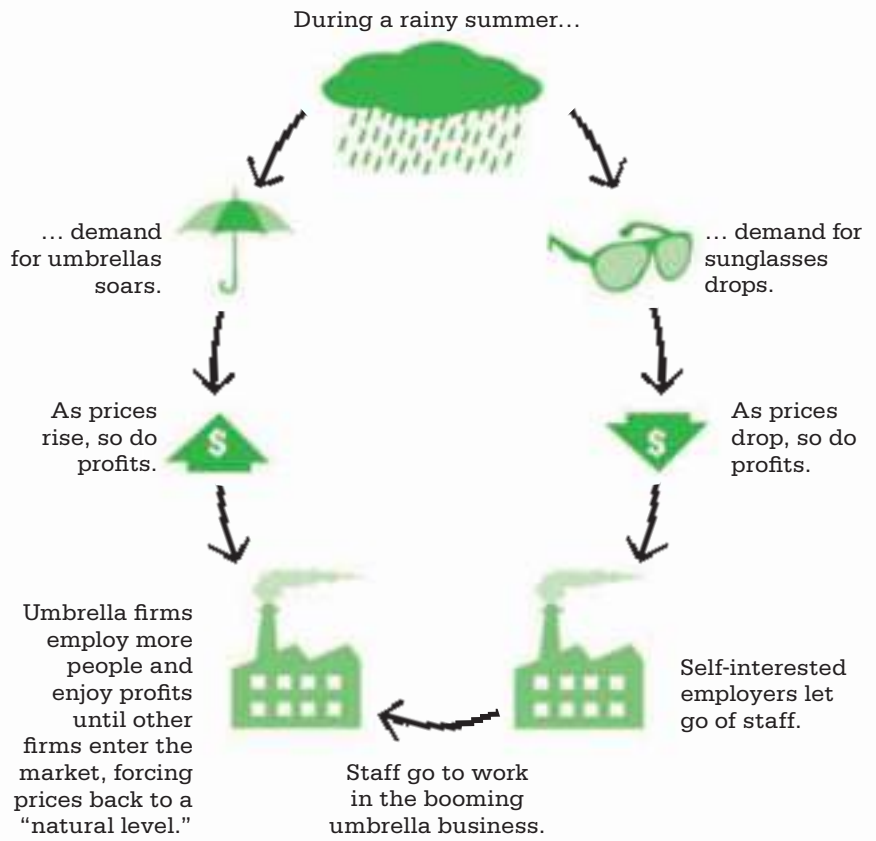 During a rainy summer…
… demand
for umbrellas
soars.
… demand for
sunglasses
drops.
As prices
rise, so do
profits.
$
$
As prices
drop, so do
profits.
Umbrella firms
employ more
people and
enjoy profits
until other
firms enter the
market, forcing
prices back to a
“natural level.”
Self-interested
employers let
go of staff.
Staff go to work
in the booming
umbrella business.